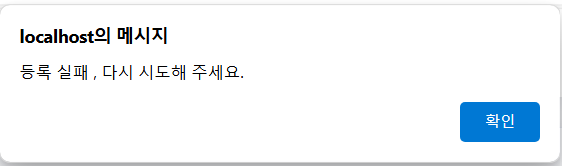 localhost의 메시지
등록 실패 , 다시 시도해 주세요.
확인